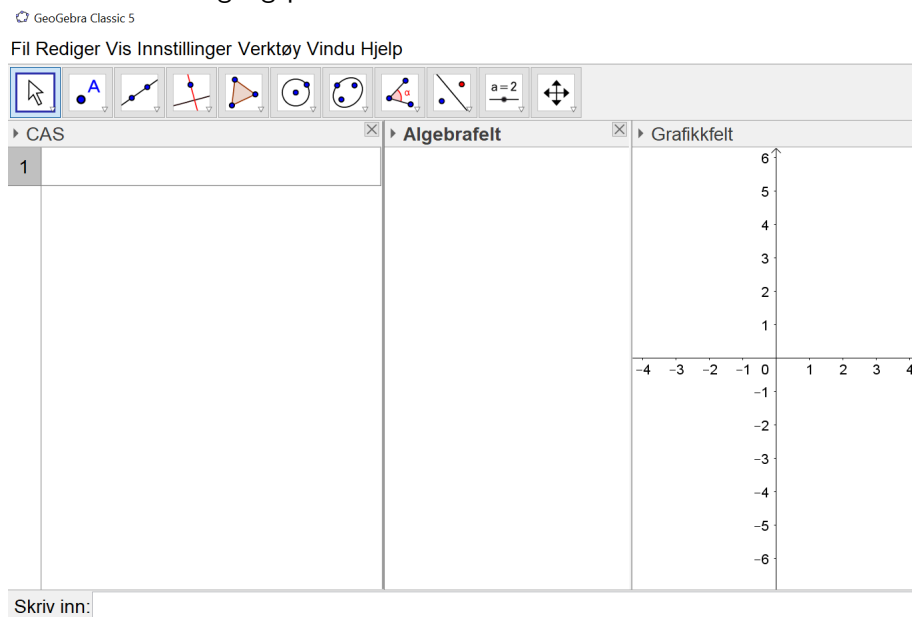 GeoGebra Classic 5
Fil Rediger Vis Innstillinger Verktøy Vindu Hjelp
A
α
a=2
CAS
Algebrafelt
Grafikkfelt
1
6
5
4
3
2
1
−4 −3 −2 −1 0 1 2 3 4
−1
−2
−3
−4
−5
−6
Skriv inn: